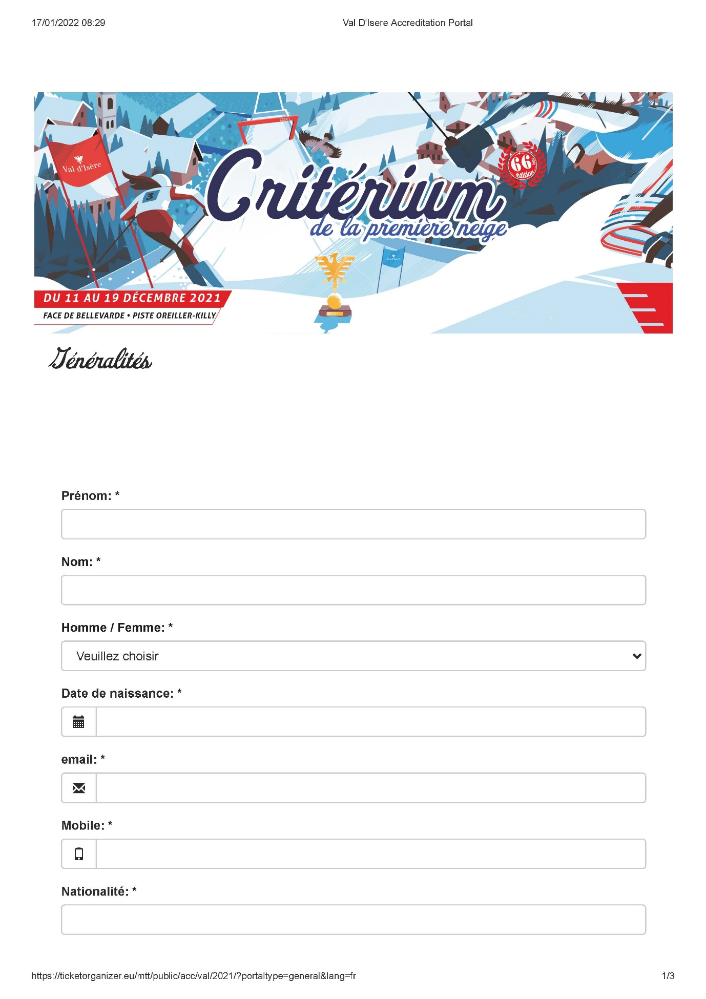 17/01/2022 08:29
Val D'Isere Accreditation Portal
Val d'Isère
3
Critérium
de la première neige
66
ème
édition
Val d'Isère
DU 11 AU 19 DÉCEMBRE 2021
FACE DE BELLEVARDE • PISTE OREILLER-KILLY
Généralités
Prénom: *
Nom: *
Homme / Femme: *
Veuillez choisir
Date de naissance: *
email: *
Mobile: *
Nationalité: *
https://ticketorganizer.eu/mtt/public/acc/val/2021/?portaltype=general&lang=fr
1/3